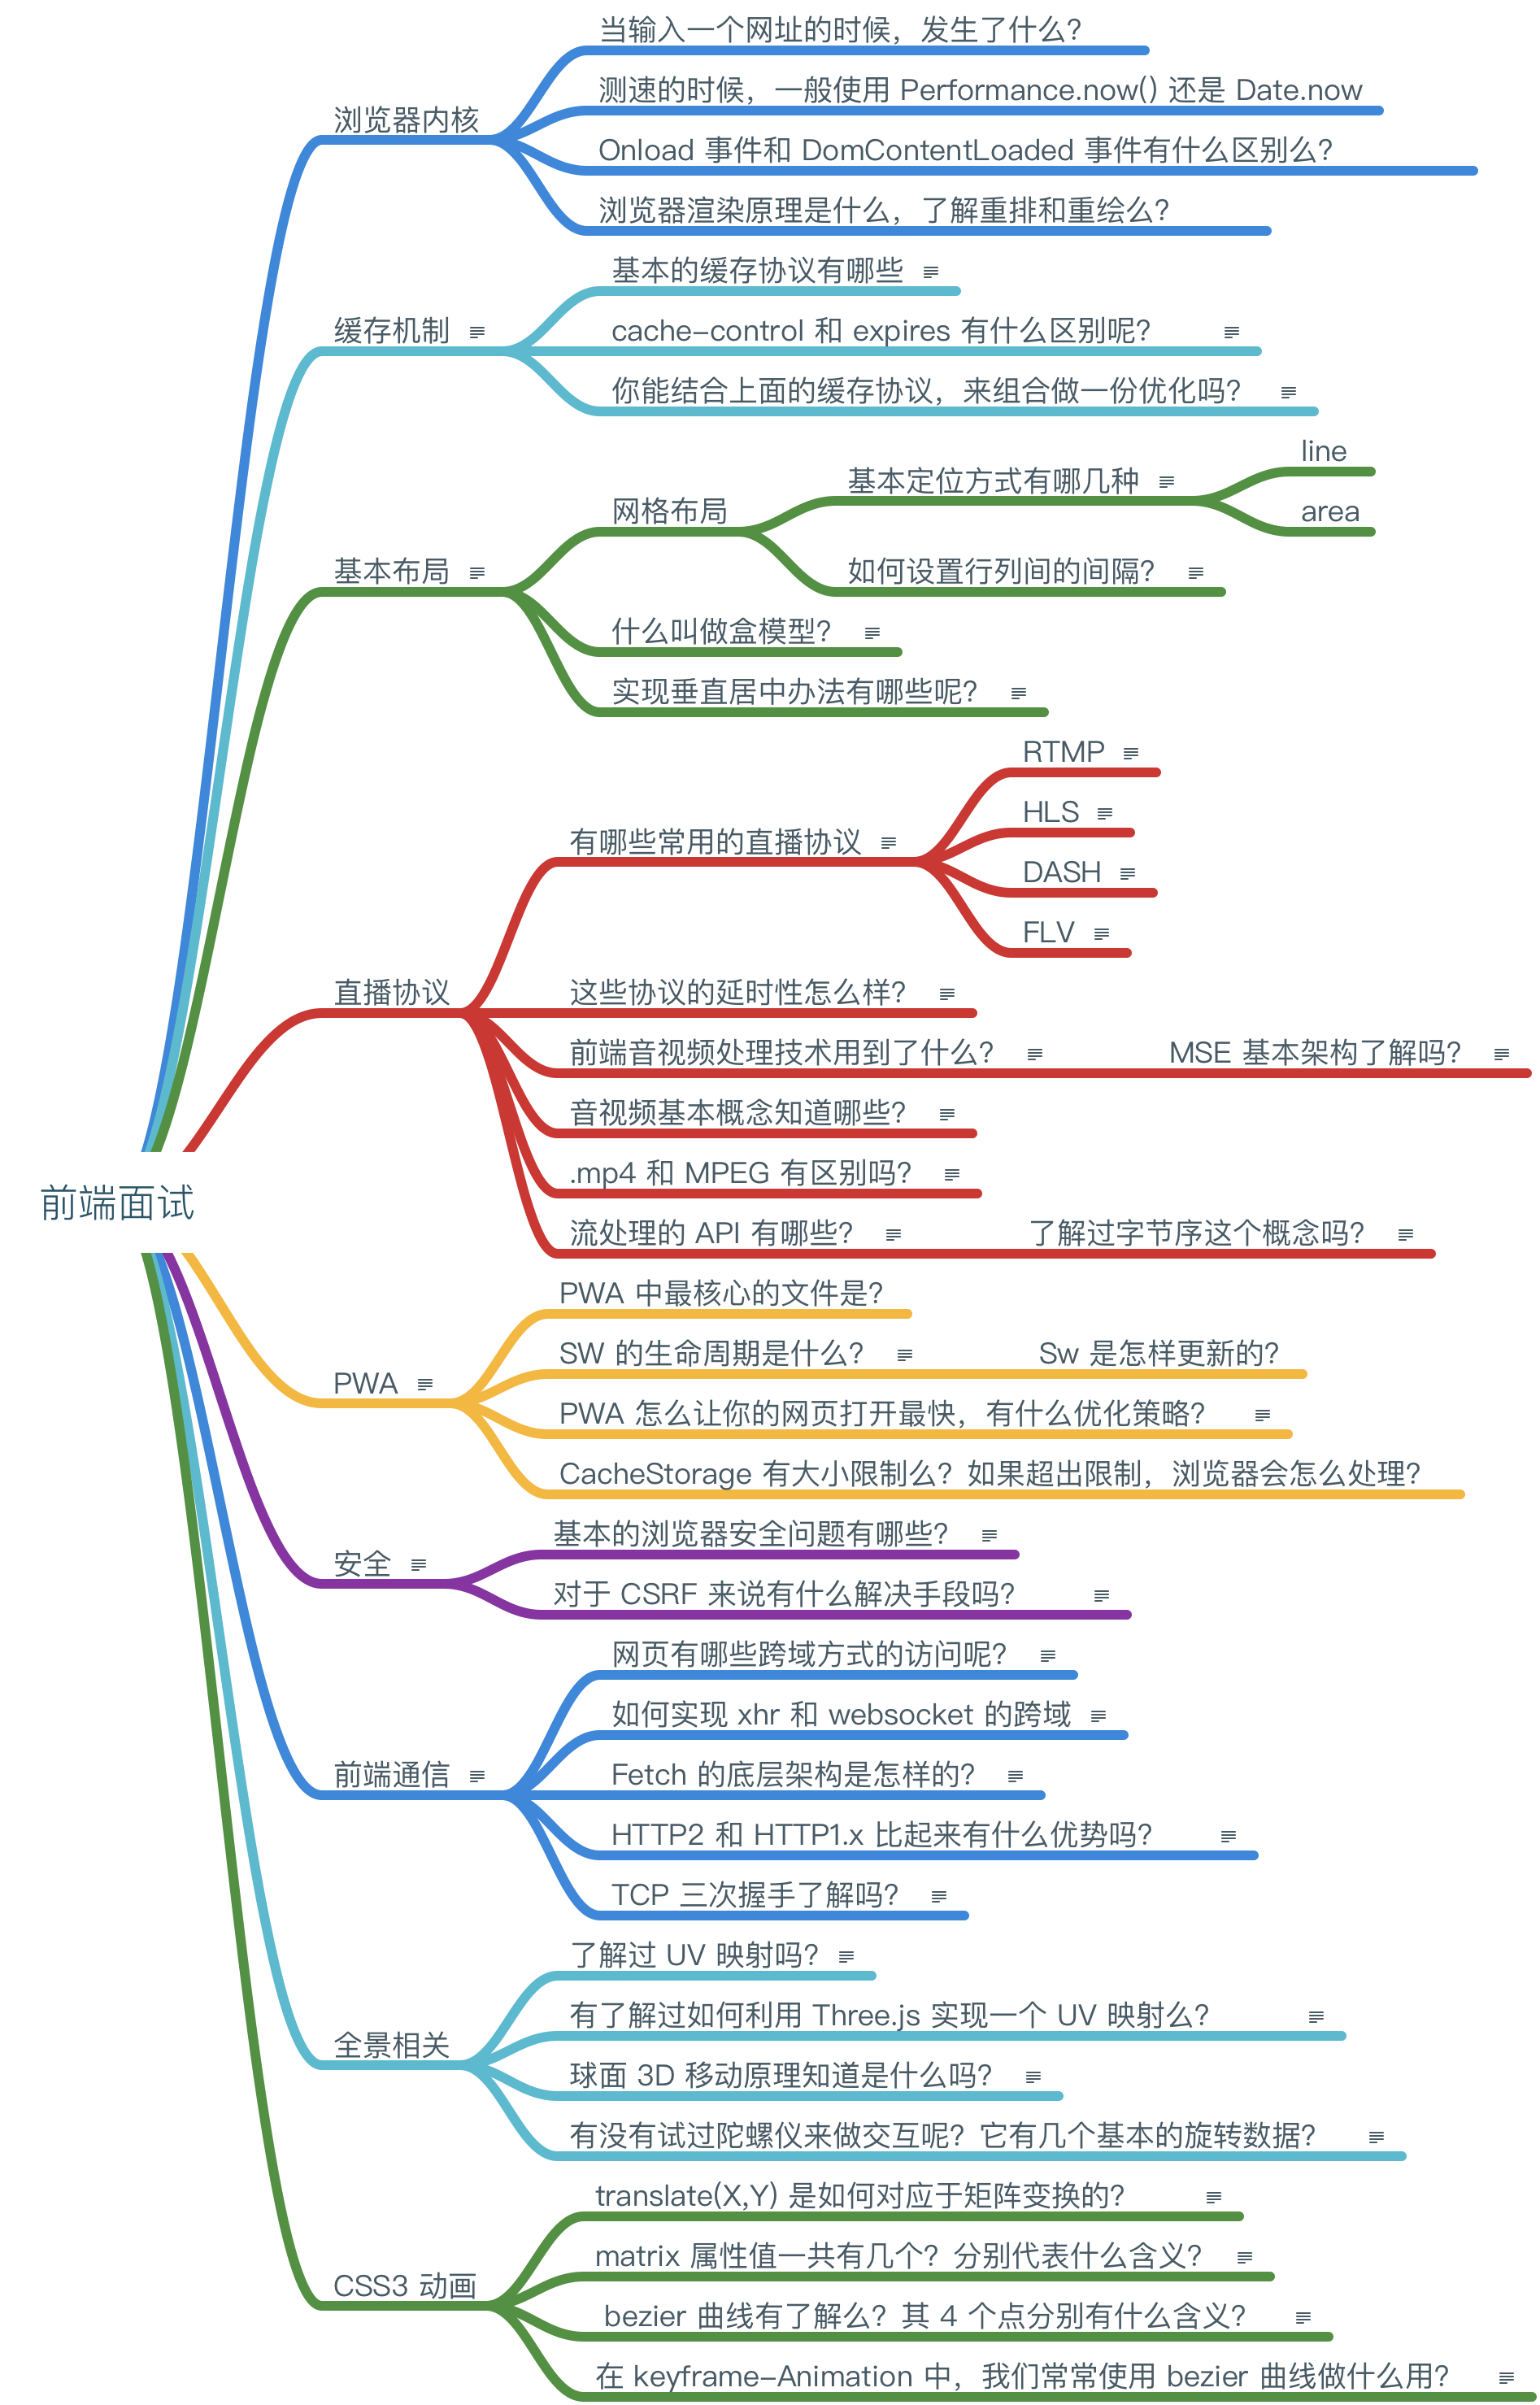 当输入一个网址的时候，发生了什么？
测速的时候，一般使用 Performance.now() 还是 Date.now
浏览器内核
Onload 事件和 DomContentLoaded 事件有什么区别么？
浏览器渲染原理是什么，了解重排和重绘么？
基本的缓存协议有哪些
缓存机制
cache-control 和 expires 有什么区别呢？
你能结合上面的缓存协议，来组合做一份优化吗？
line
基本定位方式有哪几种
area
网格布局
如何设置行列间的间隔？
基本布局
什么叫做盒模型？
实现垂直居中办法有哪些呢？
RTMP
HLS
有哪些常用的直播协议
DASH
FLV
直播协议
这些协议的延时性怎么样？
前端音视频处理技术用到了什么？ MSE 基本架构了解吗？
音视频基本概念知道哪些？
.mp4 和 MPEG 有区别吗？
流处理的 API 有哪些？ 了解过字节序这个概念吗？
前端面试
PWA 中最核心的文件是？
SW 的生命周期是什么？ Sw 是怎样更新的？
PWA
PWA 怎么让你的网页打开最快，有什么优化策略？
CacheStorage 有大小限制么？如果超出限制，浏览器会怎么处理？
基本的浏览器安全问题有哪些？
安全
对于 CSRF 来说有什么解决手段吗？
网页有哪些跨域方式的访问呢？
如何实现 xhr 和 websocket 的跨域
前端通信
Fetch 的底层架构是怎样的？
HTTP2 和 HTTP1.x 比起来有什么优势吗？
TCP 三次握手了解吗？
了解过 UV 映射吗？
有了解过如何利用 Three.js 实现一个 UV 映射么？
全景相关
球面 3D 移动原理知道是什么吗？
有没有试过陀螺仪来做交互呢？它有几个基本的旋转数据？
translate(X,Y) 是如何对应于矩阵变换的？
matrix 属性值一共有几个？分别代表什么含义？
CSS3 动画
bezier 曲线有了解么？其 4 个点分别有什么含义？
在 keyframe-Animation 中，我们常常使用 bezier 曲线做什么用？